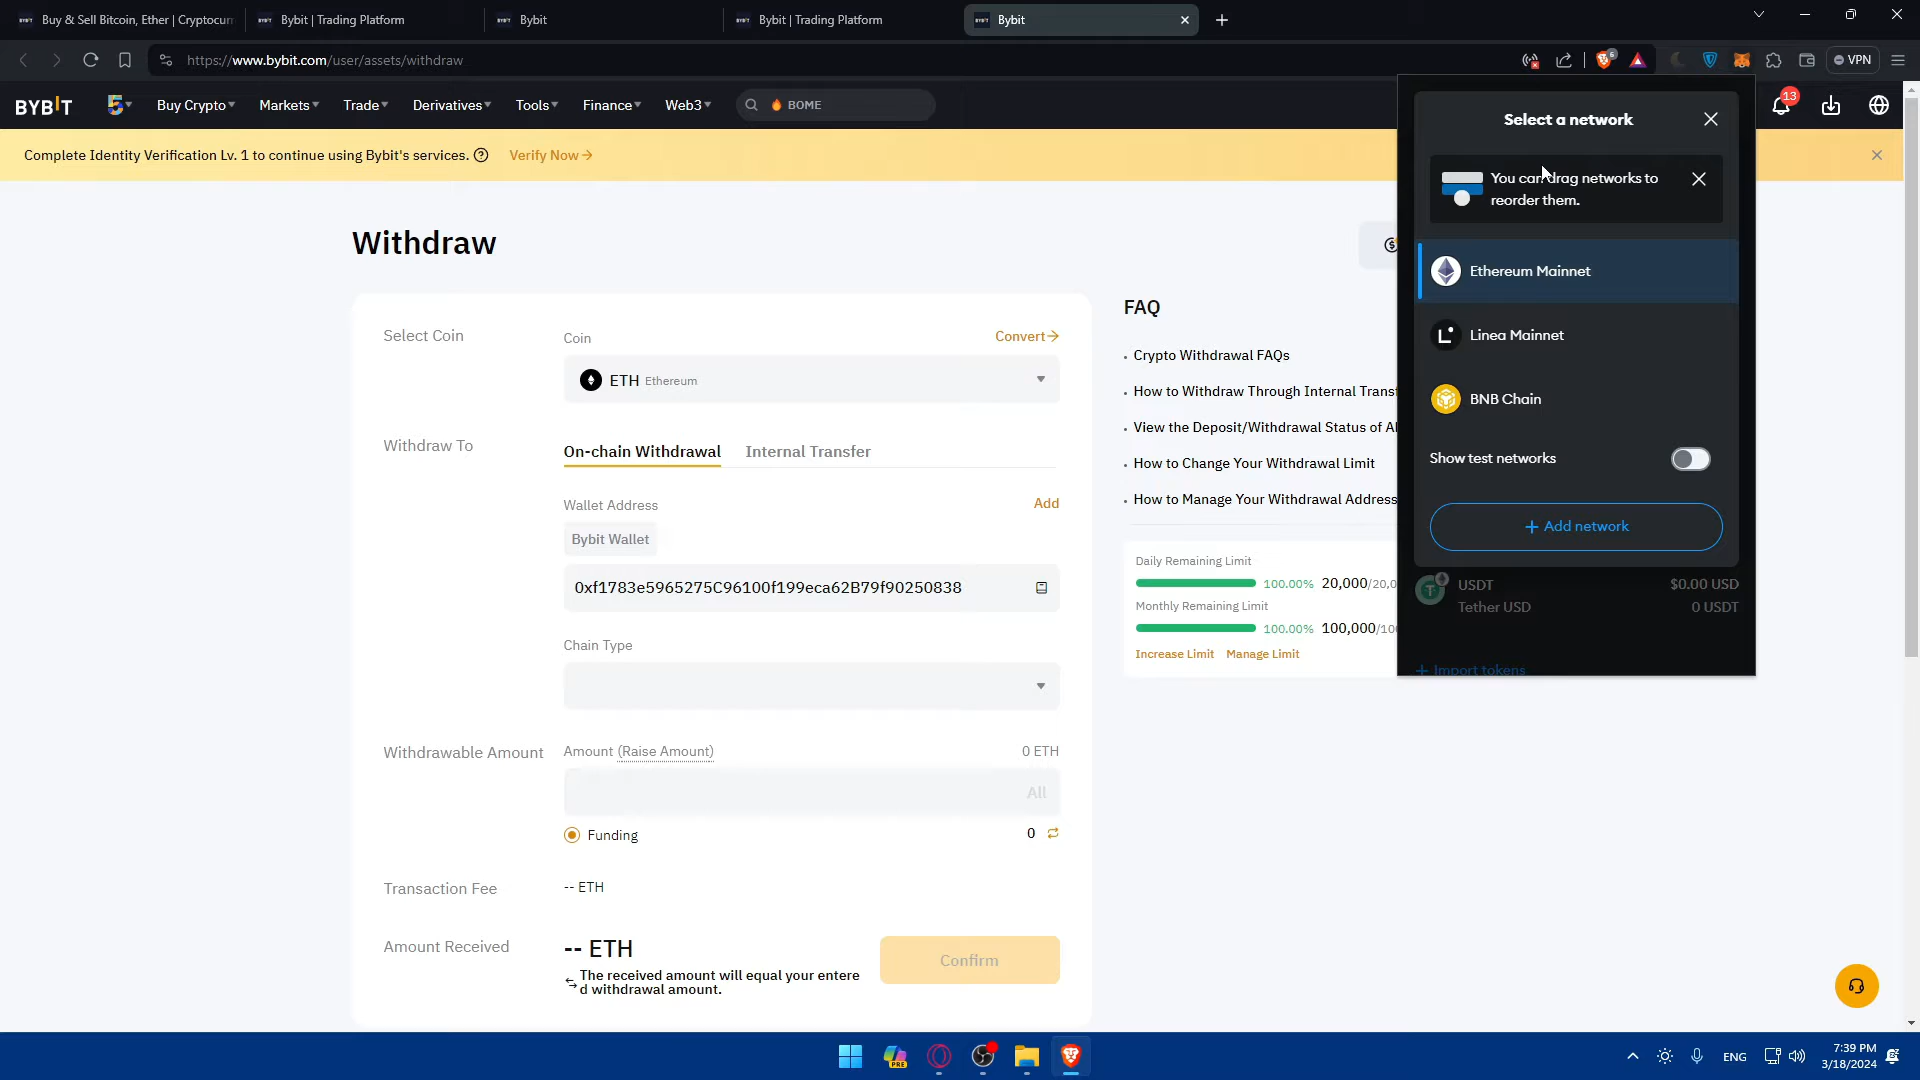 Buy & Sell Bitcoin, Ether | Cryptocurr
Bybit | Trading Platform
Bybit
Bybit | Trading Platform
Bybit
https://www.bybit.com/user/assets/withdraw
6
VPN
BYBIT
Buy Crypto
Markets
Trade
Derivatives
Tools
Finance
Web3
BOME
13
Complete Identity Verification Lv. 1 to continue using Bybit's services.
Verify Now
Withdraw
Select Coin
Coin
Convert
ETH Ethereum
Withdraw To
On-chain Withdrawal
Internal Transfer
Wallet Address
Add
Bybit Wallet
0xf1783e5965275C96100f199eca62B79f90250838
Chain Type
Withdrawable Amount
Amount (Raise Amount)
0 ETH
All
Funding
0
Transaction Fee
-- ETH
Amount Received
-- ETH
The received amount will equal your entere
d withdrawal amount.
Confirm
FAQ
Crypto Withdrawal FAQs
How to Withdraw Through Internal Transf
View the Deposit/Withdrawal Status of Al
How to Change Your Withdrawal Limit
How to Manage Your Withdrawal Address
Daily Remaining Limit
100.00% 20,000/20,0
Monthly Remaining Limit
100.00% 100,000/100
Increase Limit
Manage Limit
Select a network
You can drag networks to
reorder them.
Ethereum Mainnet
Linea Mainnet
BNB Chain
Show test networks
+ Add network
USDT
$0.00 USD
Tether USD
0 USDT
+ Import tokens
PRE
ENG
7:39 PM
3/18/2024